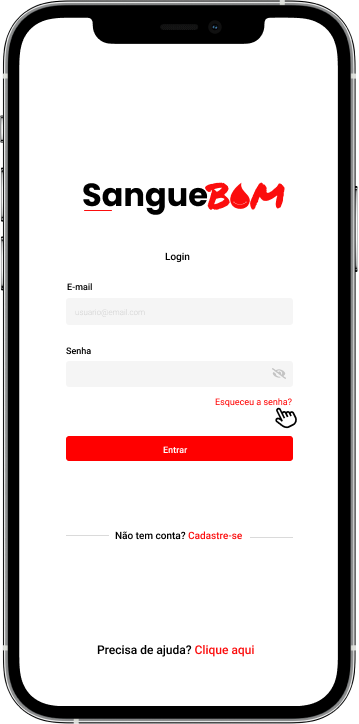 SangueBOM
Login
E-mail
usuario@email.com
Senha
Esqueceu a senha?
Entrar
Não tem conta? Cadastre-se
Precisa de ajuda? Clique aqui